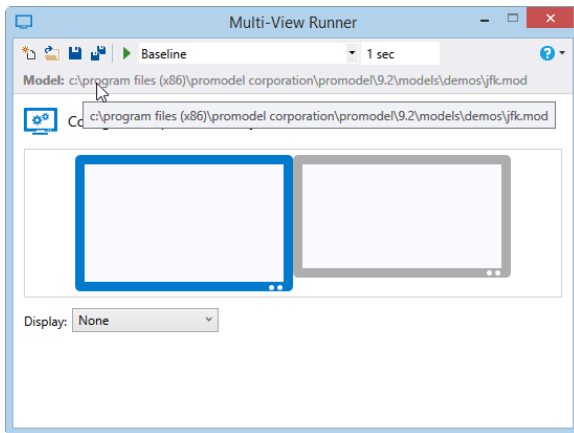 Multi-View Runner
Baseline 1 sec
Model: c:\program files (x86)\promodel corporation\promodel\9.2\models\demos\jfk.mod
c:\program files (x86)\promodel corporation\promodel\9.2\models\demos\jfk.mod
Display: None